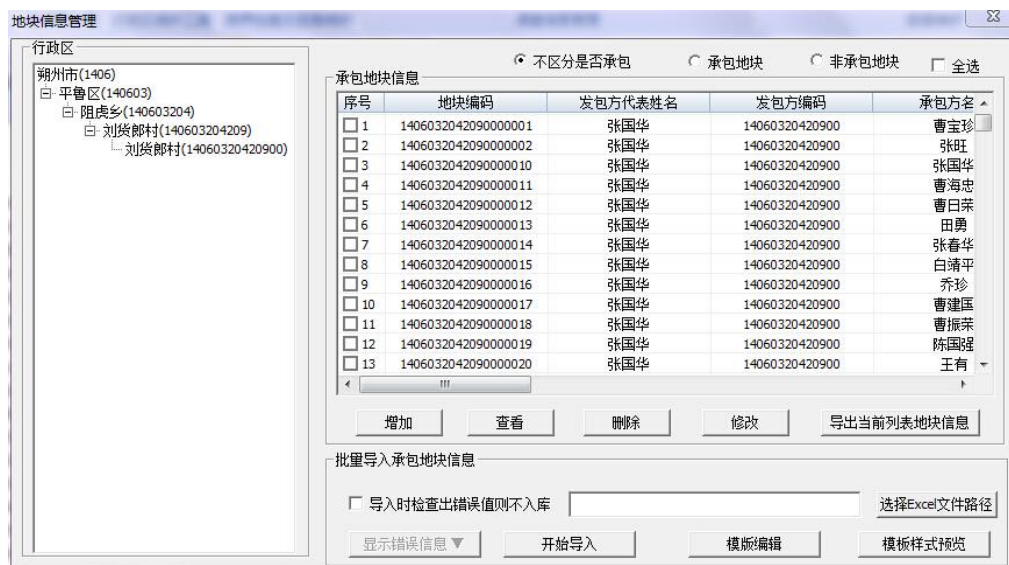 地块信息管理
行政区
朔州市(1406)
平鲁区(140603)
阻虎乡(140603204)
刘货郎村(140603204209)
刘货郎村(14060320420900)
不区分是否承包 承包地块 非承包地块 全选
承包地块信息
序号 地块编码 发包方代表姓名 发包方编码 承包方名
1 1406032042090000001 张国华 14060320420900 曹宝珍
2 1406032042090000002 张国华 14060320420900 张旺
3 1406032042090000010 张国华 14060320420900 张国华
4 1406032042090000011 张国华 14060320420900 曹海忠
5 1406032042090000012 张国华 14060320420900 曹日荣
6 1406032042090000013 张国华 14060320420900 田勇
7 1406032042090000014 张国华 14060320420900 张春华
8 1406032042090000015 张国华 14060320420900 白靖平
9 1406032042090000016 张国华 14060320420900 乔珍
10 1406032042090000017 张国华 14060320420900 曹建国
11 1406032042090000018 张国华 14060320420900 曹振荣
12 1406032042090000019 张国华 14060320420900 陈国强
13 1406032042090000020 张国华 14060320420900 王有
增加 查看 删除 修改 导出当前列表地块信息
批量导入承包地块信息
导入时检查出错误值则不入库 选择Excel文件路径
显示错误信息▼ 开始导入 模版编辑 模板样式预览